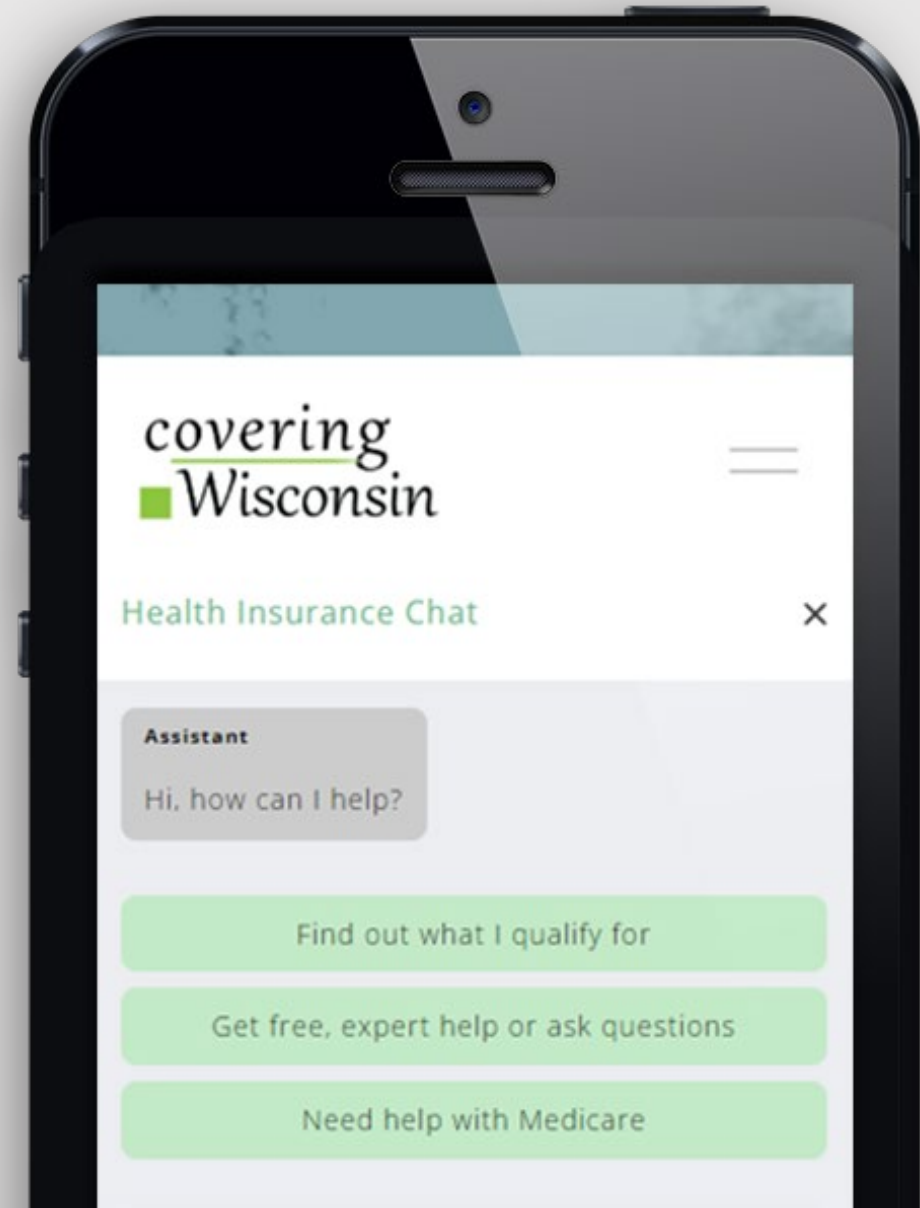 covering
Wisconsin
Health Insurance Chat
Assistant
Hi, how can I help?
Find out what I qualify for
Get free, expert help or ask questions
Need help with Medicare